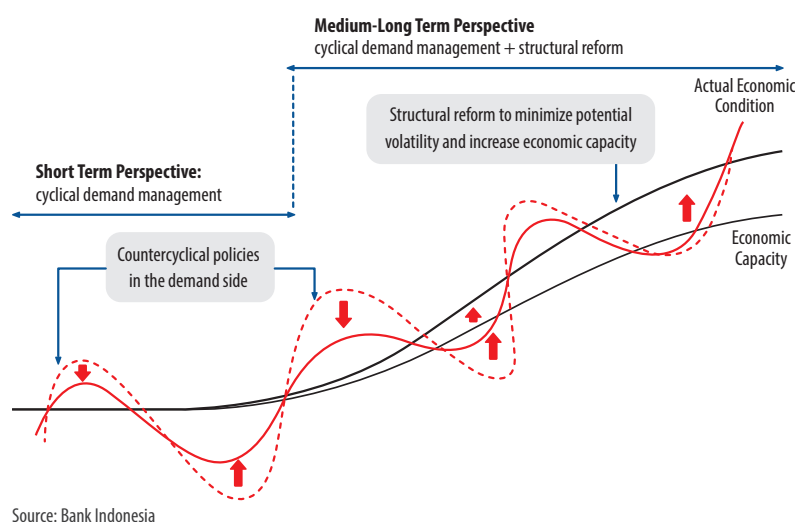 Medium-Long Term Perspective
cyclical demand management + structural reform
Actual Economic
Condition
Structural reform to minimize potential
volatility and increase economic capacity
Short Term Perspective:
cyclical demand management
Countercyclical policies
in the demand side
Economic
Capacity
Source: Bank Indonesia